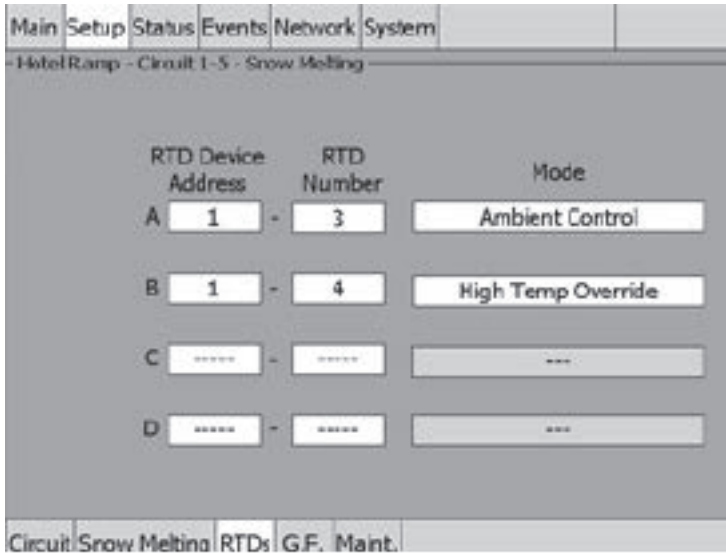 Main Setup Status Events Network System
Hotel Ramp - Circuit 1-5 - Snow Melting
RTD Device Address RTD Number Mode
A 1 - 3 Ambient Control
B 1 - 4 High Temp Override
C ----- - ----- ---
D ----- - ----- ---
Circuit Snow Melting RTDs G.F. Maint.